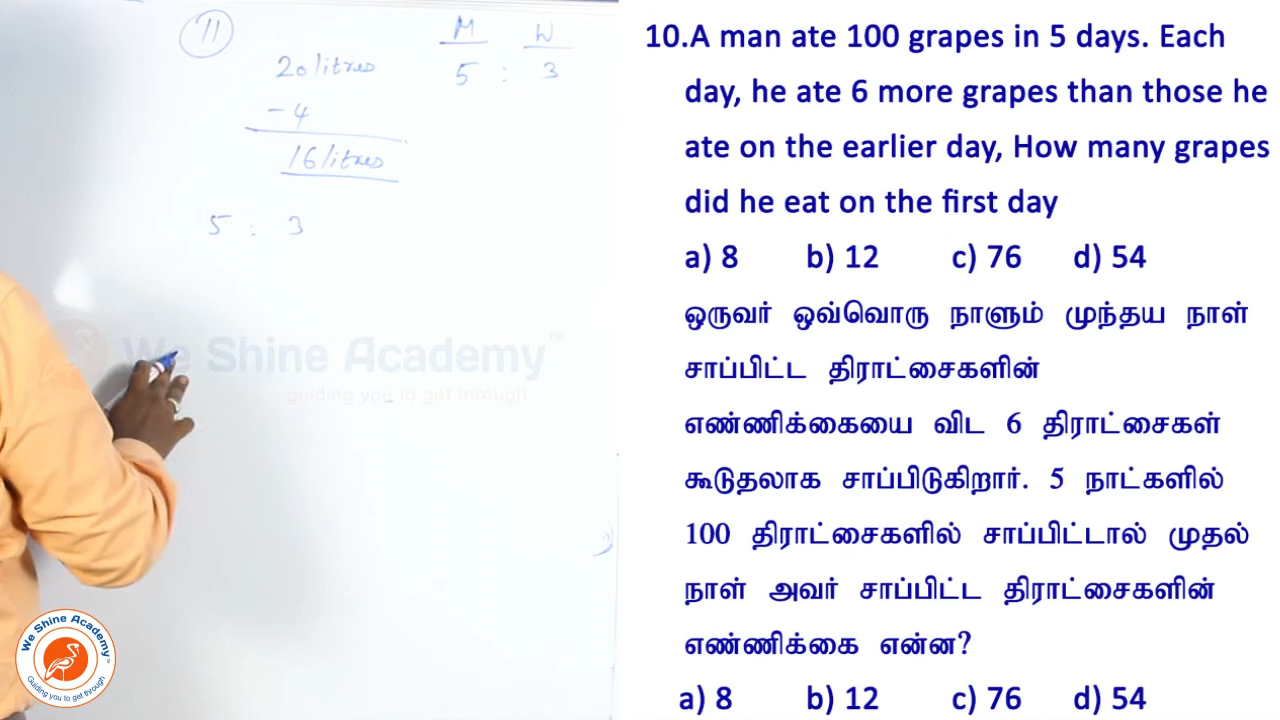 11
M W
20 litres 5 : 3
- 4
16 litres
5 : 3
We Shine Academy™
guiding you to get through
We Shine Academy™
Guiding you to get through
10.A man ate 100 grapes in 5 days. Each
day, he ate 6 more grapes than those he
ate on the earlier day, How many grapes
did he eat on the first day
a) 8 b) 12 c) 76 d) 54
ஒருவர் ஒவ்வொரு நாளும் முந்தய நாள்
சாப்பிட்ட திராட்சைகளின்
எண்ணிக்கையை விட 6 திராட்சைகள்
கூடுதலாக சாப்பிடுகிறார். 5 நாட்களில்
100 திராட்சைகளில் சாப்பிட்டால் முதல்
நாள் அவர் சாப்பிட்ட திராட்சைகளின்
எண்ணிக்கை என்ன?
a) 8 b) 12 c) 76 d) 54